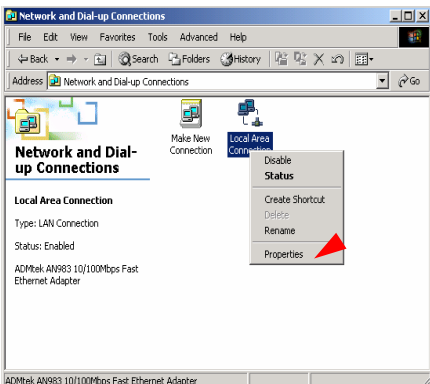 Network and Dial-up Connections
File Edit View Favorites Tools Advanced Help
Back Search Folders History
Address Network and Dial-up Connections Go
Make New Connection
Local Area Connection
Network and Dial-up Connections
Local Area Connection
Type: LAN Connection
Status: Enabled
ADMtek AN983 10/100Mbps Fast
Ethernet Adapter
Disable
Status
Create Shortcut
Delete
Rename
Properties
ADMtek AN983 10/100Mbps Fast Ethernet Adapter